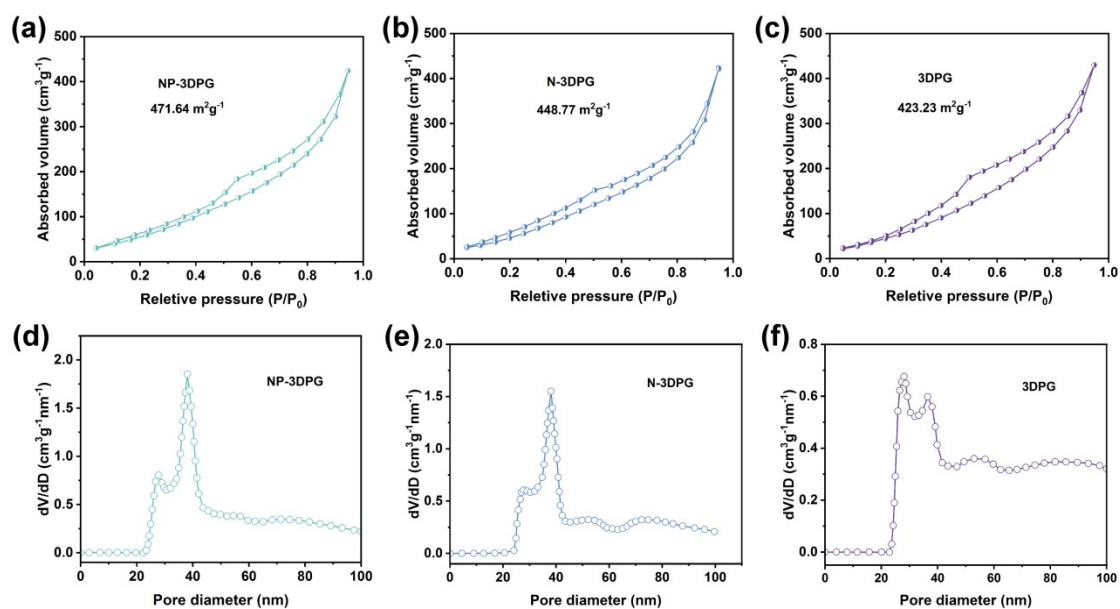 (a)
500
400
300
200
100
0
Absorbed volume (cm³g⁻¹)
NP-3DPG
471.64 m²g⁻¹
0.0 0.2 0.4 0.6 0.8 1.0
Reletive pressure (P/P₀)
(b)
500
400
300
200
100
0
Absorbed volume (cm³g⁻¹)
N-3DPG
448.77 m²g⁻¹
0.0 0.2 0.4 0.6 0.8 1.0
Reletive pressure (P/P₀)
(c)
500
400
300
200
100
0
Absorbed volume (cm³g⁻¹)
3DPG
423.23 m²g⁻¹
0.0 0.2 0.4 0.6 0.8 1.0
Reletive pressure (P/P₀)
(d)
2.0
1.5
1.0
0.5
0.0
dV/dD (cm³g⁻¹nm⁻¹)
NP-3DPG
0 20 40 60 80 100
Pore diameter (nm)
(e)
2.0
1.5
1.0
0.5
0.0
dV/dD (cm³g⁻¹nm⁻¹)
N-3DPG
0 20 40 60 80 100
Pore diameter (nm)
(f)
0.8
0.6
0.4
0.2
0.0
dV/dD (cm³g⁻¹nm⁻¹)
3DPG
0 20 40 60 80 100
Pore diameter (nm)